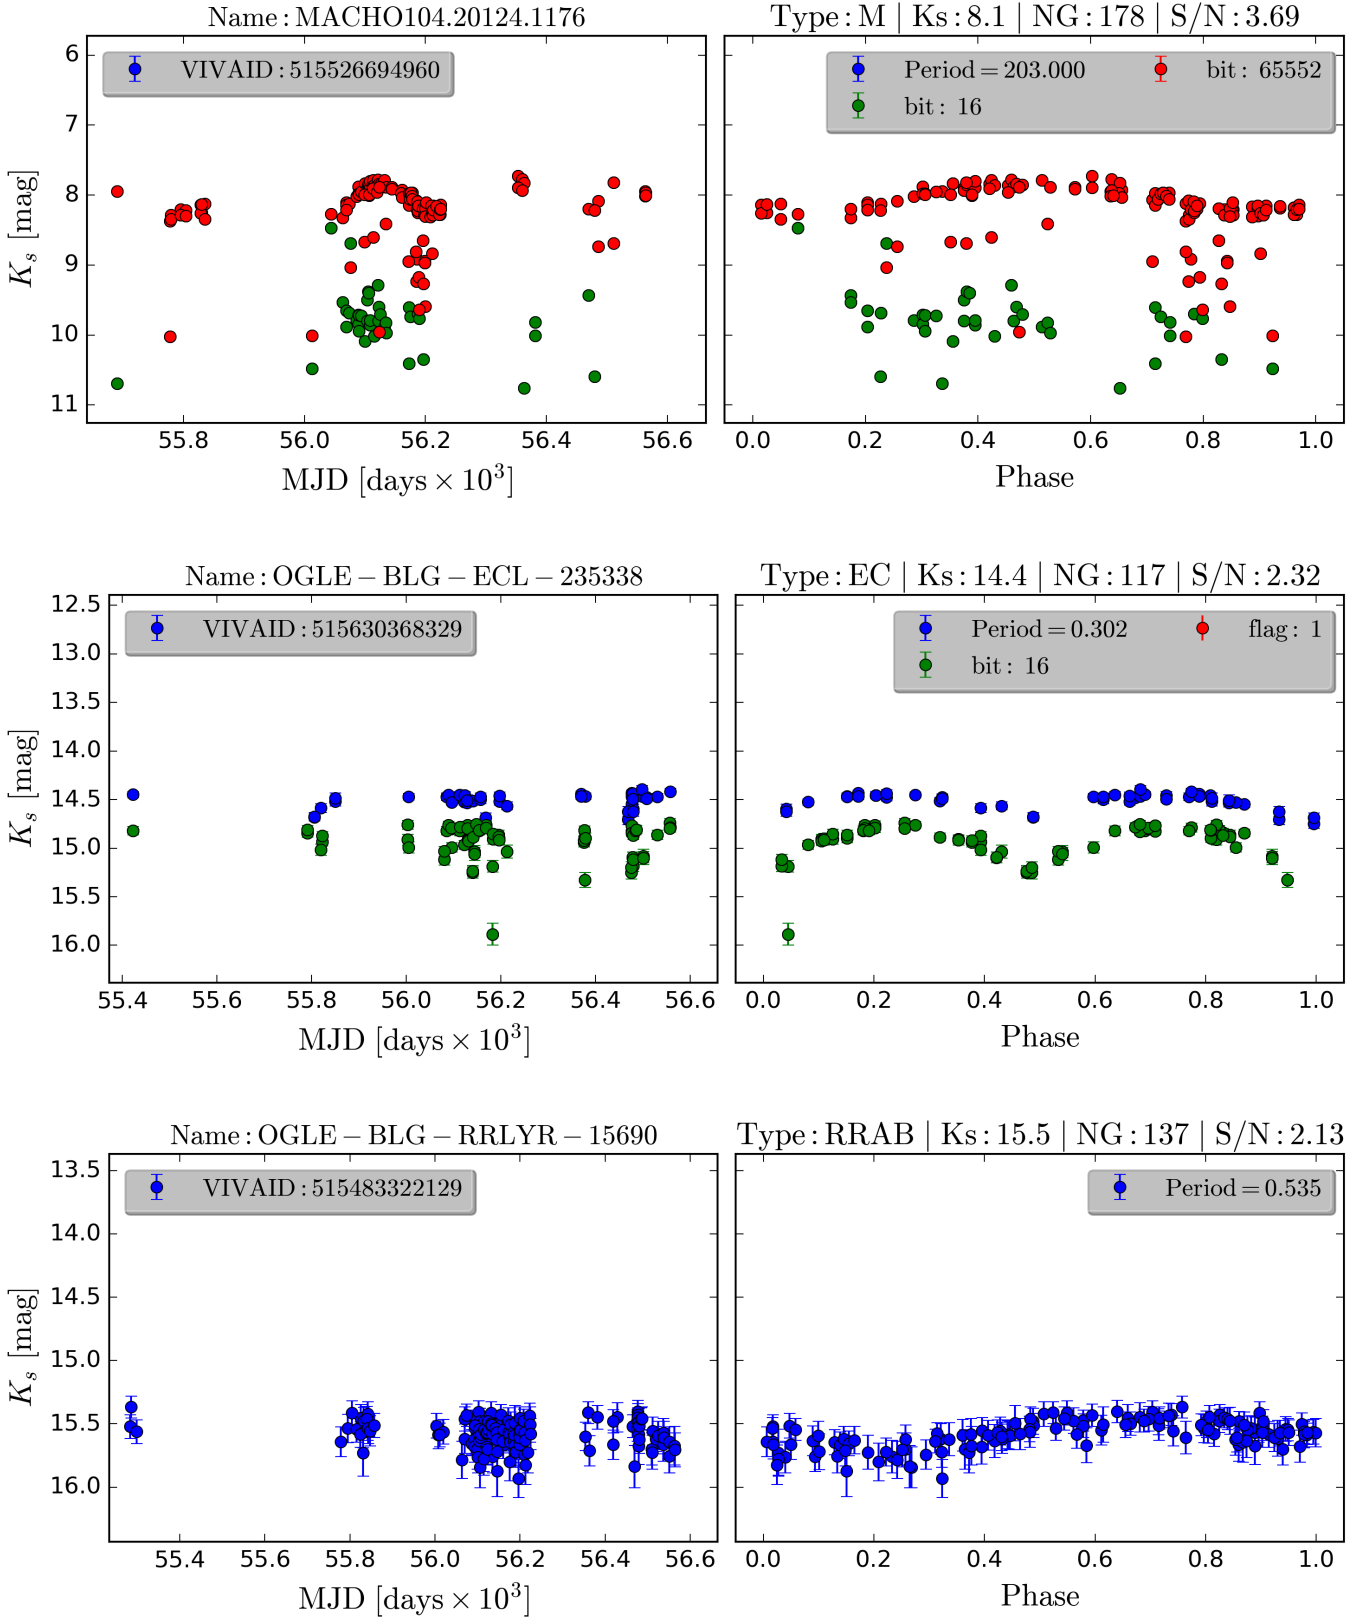 Name : MACHO104.20124.1176
Type : M | Ks : 8.1 | NG : 178 | S/N : 3.69
VIVAID : 515526694960
Period = 203.000
bit : 65552
bit : 16
6
7
8
9
10
11
K_s [mag]
55.8 56.0 56.2 56.4 56.6
0.0 0.2 0.4 0.6 0.8 1.0
MJD [days × 10^3]
Phase
Name : OGLE − BLG − ECL − 235338
Type : EC | Ks : 14.4 | NG : 117 | S/N : 2.32
VIVAID : 515630368329
Period = 0.302
flag : 1
bit : 16
12.5
13.0
13.5
14.0
14.5
15.0
15.5
16.0
K_s [mag]
55.4 55.6 55.8 56.0 56.2 56.4 56.6
0.0 0.2 0.4 0.6 0.8 1.0
MJD [days × 10^3]
Phase
Name : OGLE − BLG − RRLYR − 15690
Type : RRAB | Ks : 15.5 | NG : 137 | S/N : 2.13
VIVAID : 515483322129
Period = 0.535
13.5
14.0
14.5
15.0
15.5
16.0
K_s [mag]
55.4 55.6 55.8 56.0 56.2 56.4 56.6
0.0 0.2 0.4 0.6 0.8 1.0
MJD [days × 10^3]
Phase